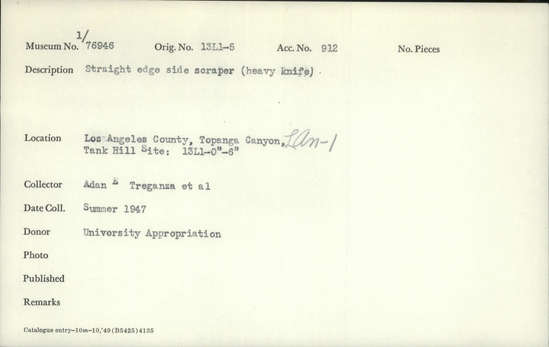 1/
Museum No. 76946 Orig. No. 13L1-5 Acc. No. 912 No. Pieces
Description Straight edge side scraper (heavy knife).
Location Los Angeles County, Topanga Canyon, LAn-1
Tank Hill Site; 13L1-0"-6"
Collector Adan E Treganza et al
Date Coll. Summer 1947
Donor University Appropriation
Photo
Published
Remarks
Catalogue entry-10m-10,'49(B5425)4135